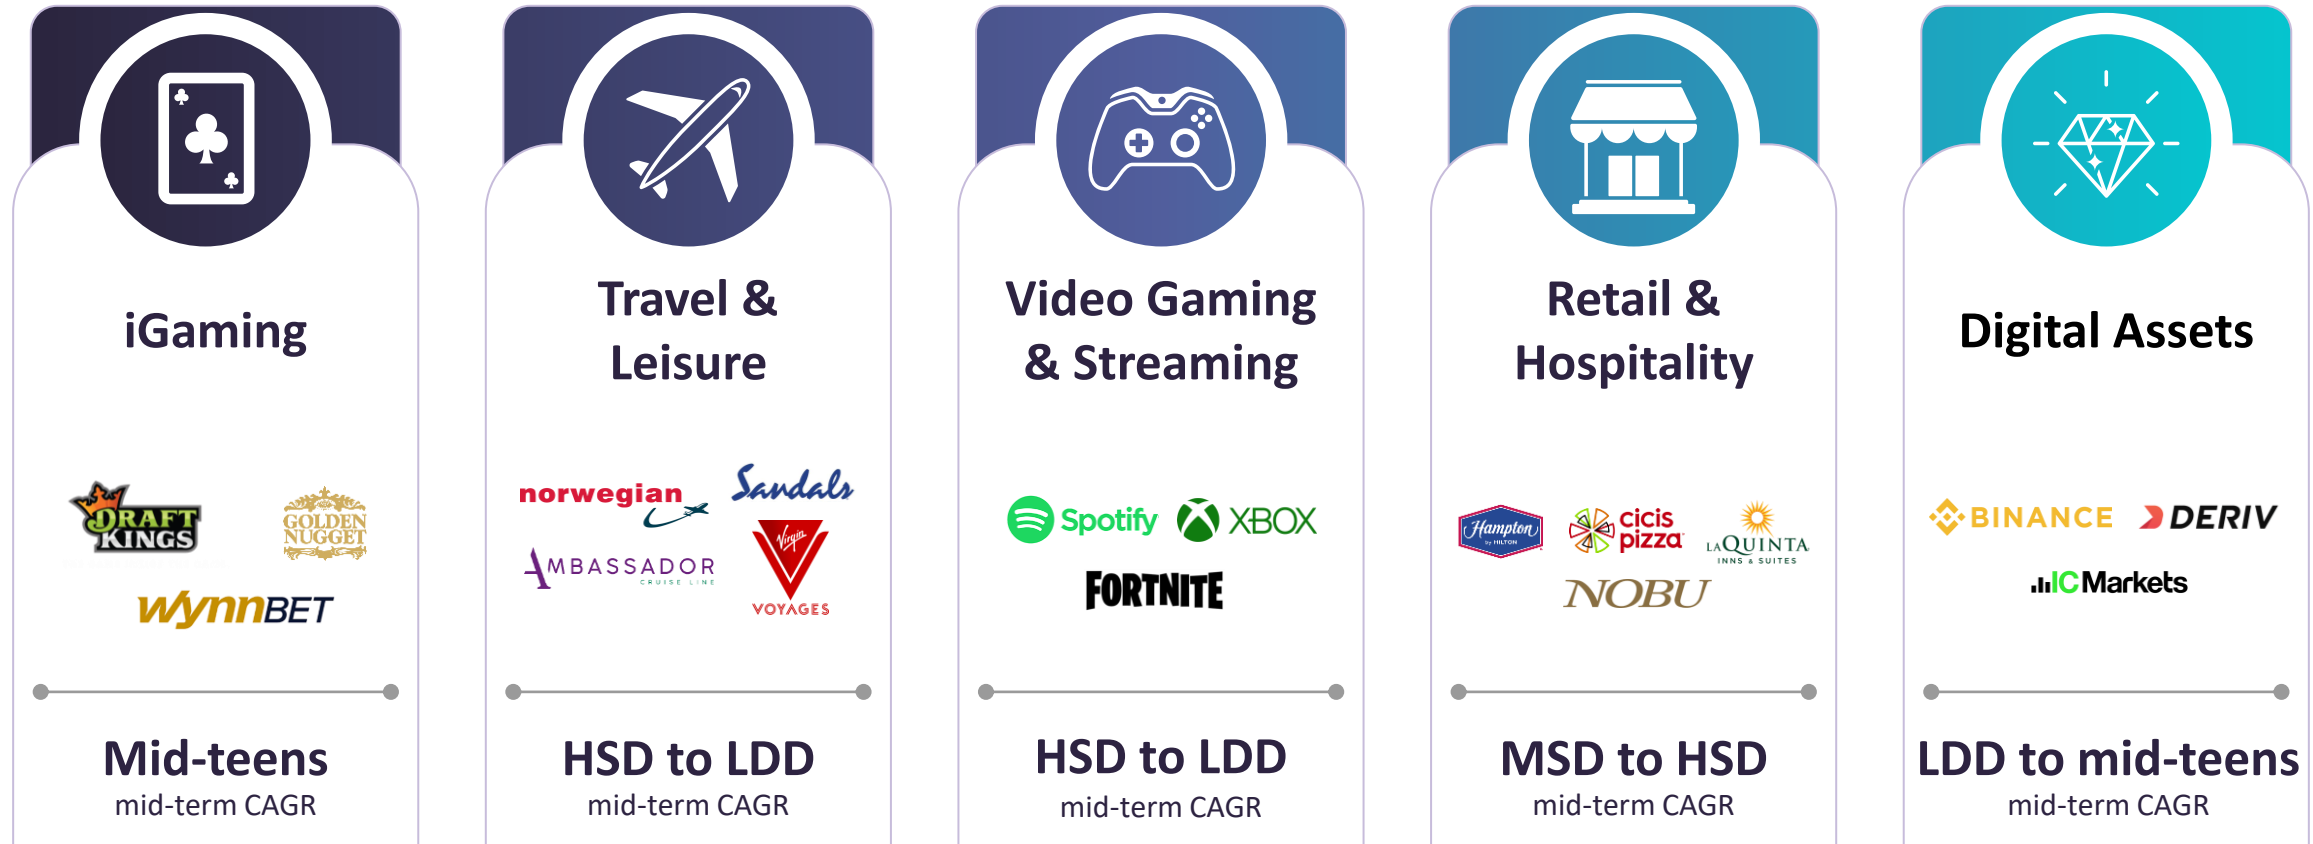 iGaming
DRAFT
KINGS
GOLDEN
NUGGET
WynnBET
Mid-teens
mid-term CAGR
Travel &
Leisure
norwegian
Sandals
AMBASSADOR
CRUISE LINE
Virgin
VOYAGES
HSD to LDD
mid-term CAGR
Video Gaming
& Streaming
Spotify
XBOX
FORTNITE
HSD to LDD
mid-term CAGR
Retail &
Hospitality
Hampton
by HILTON
cicis
pizza
LAQUINTA
INNS & SUITES
NOBU
MSD to HSD
mid-term CAGR
Digital Assets
BINANCE
DERIV
ICMarkets
LDD to mid-teens
mid-term CAGR